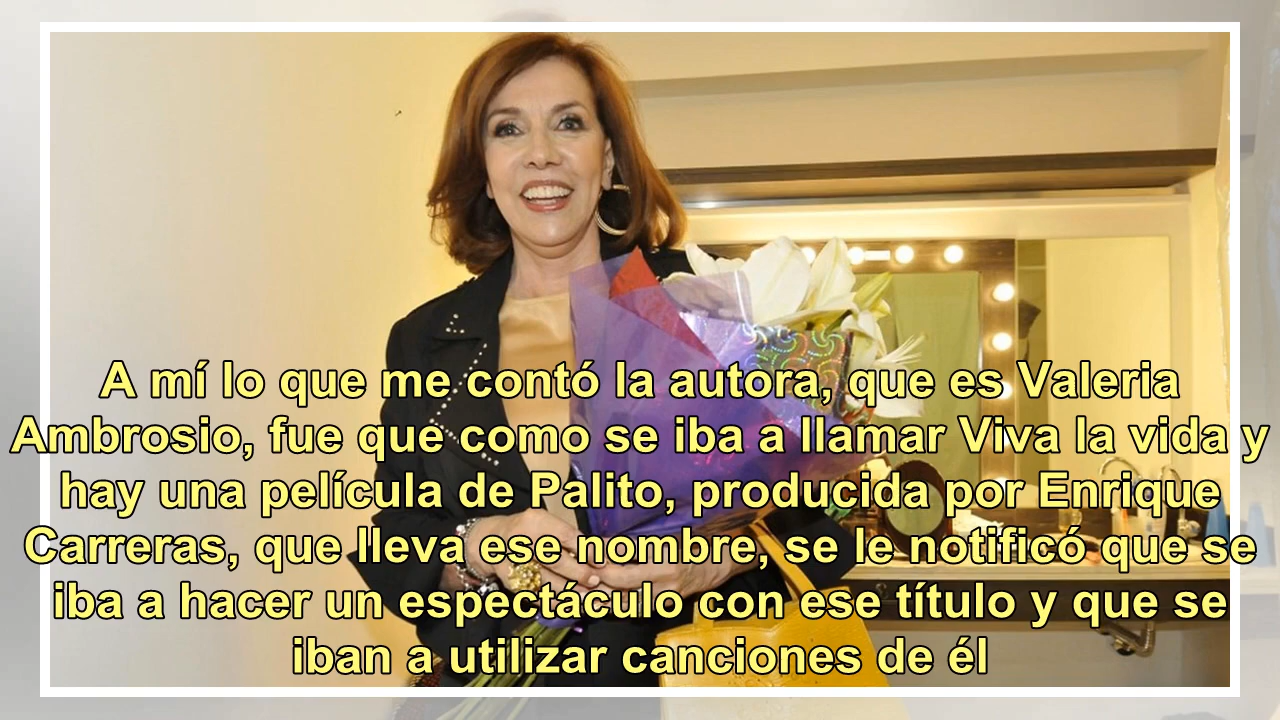 A mí lo que me contó la autora, que es Valeria
Ambrosio, fue que como se iba a llamar Viva la vida y
hay una película de Palito, producida por Enrique
Carreras, que lleva ese nombre, se le notificó que se
iba a hacer un espectáculo con ese título y que se
iban a utilizar canciones de él